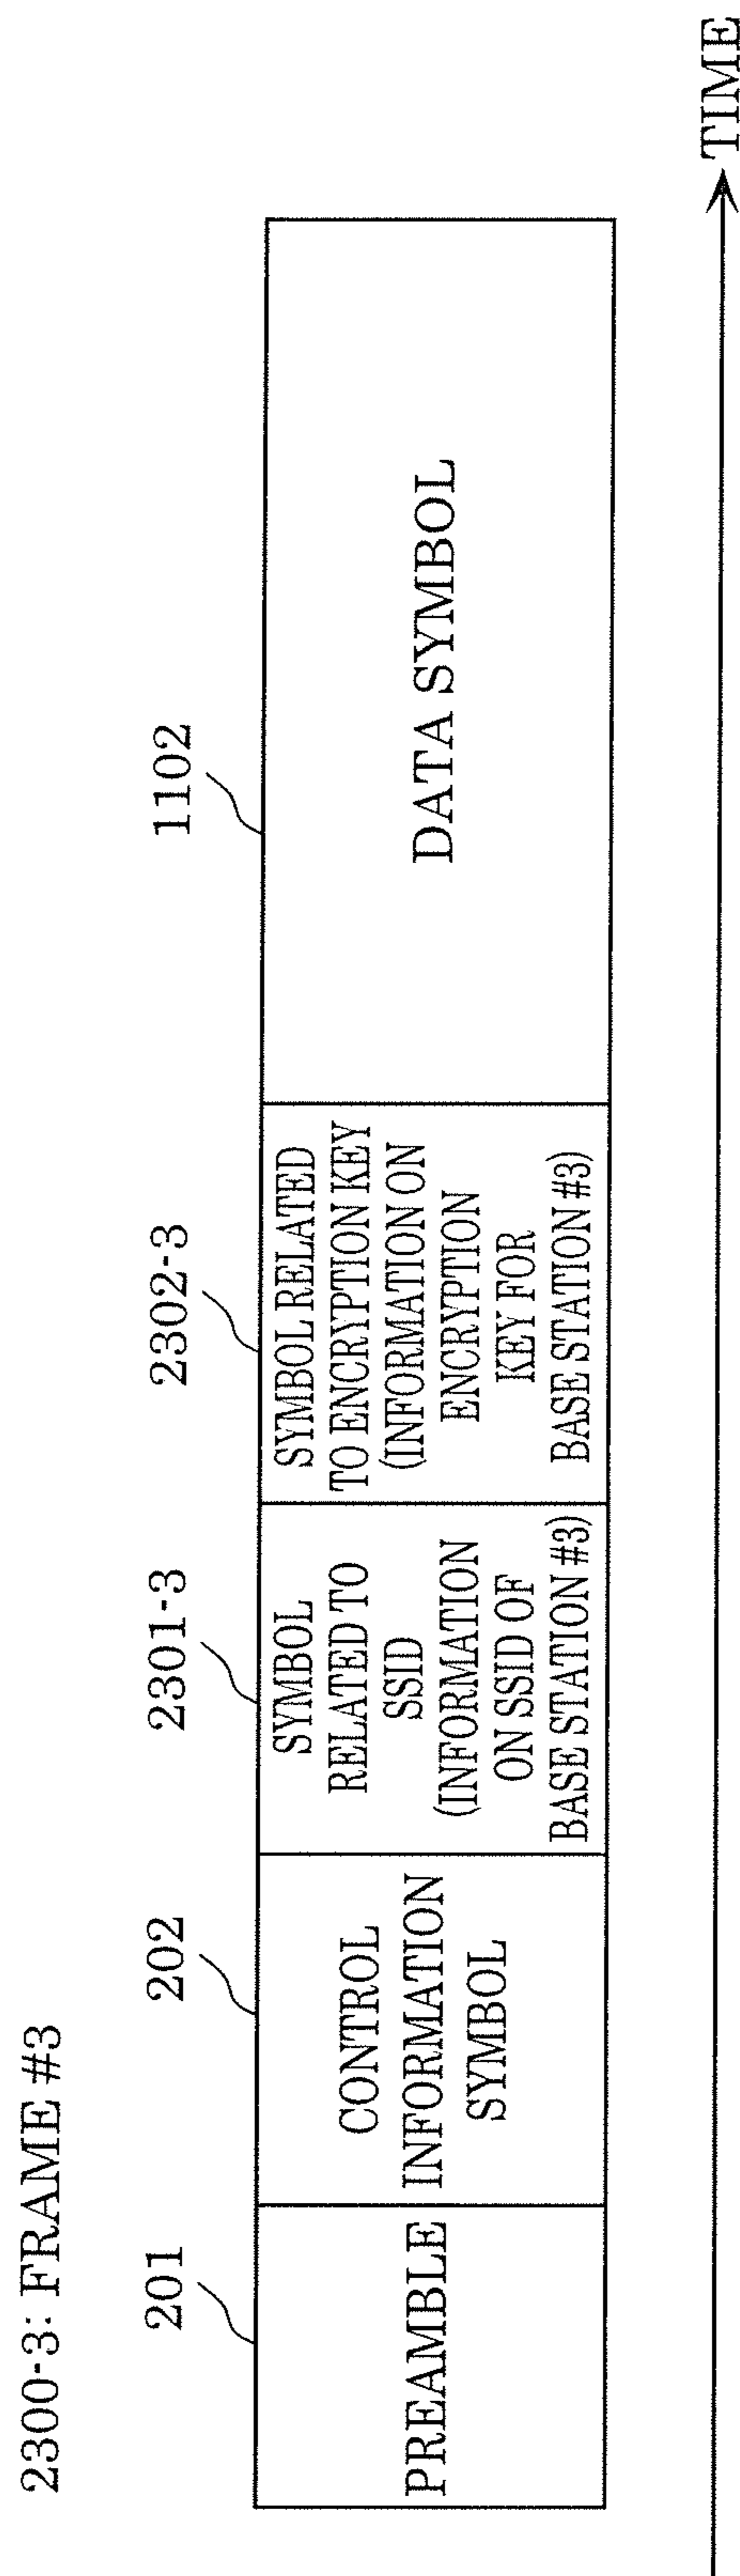 2300-3: FRAME #3
201
202
2301-3
2302-3
1102
PREAMBLE
CONTROL
INFORMATION
SYMBOL
SYMBOL
RELATED TO
SSID
(INFORMATION
ON SSID OF
BASE STATION #3)
SYMBOL RELATED
TO ENCRYPTION KEY
(INFORMATION ON
ENCRYPTION
KEY FOR
BASE STATION #3)
DATA SYMBOL
TIME